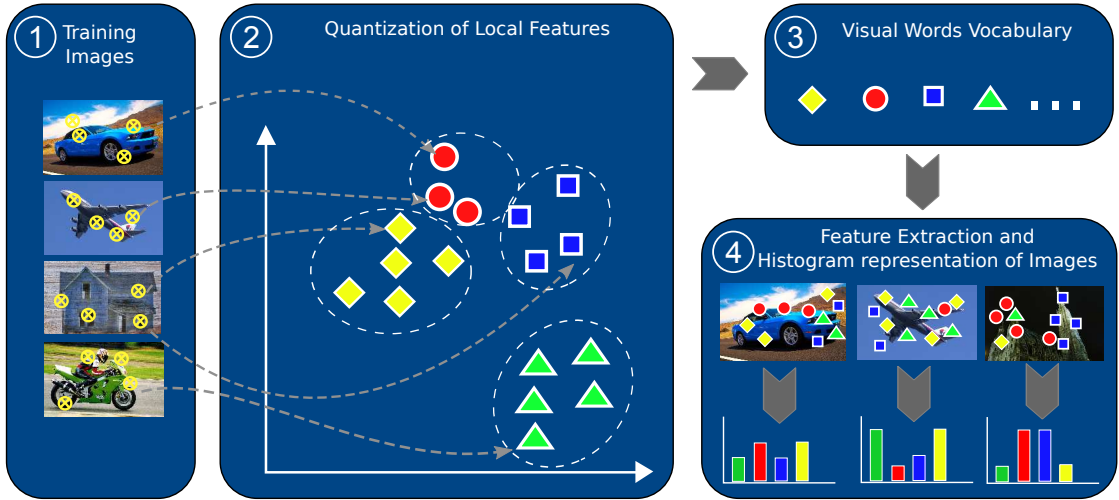 1 Training
Images
2 Quantization of Local Features
3 Visual Words Vocabulary
4 Feature Extraction and
Histogram representation of Images